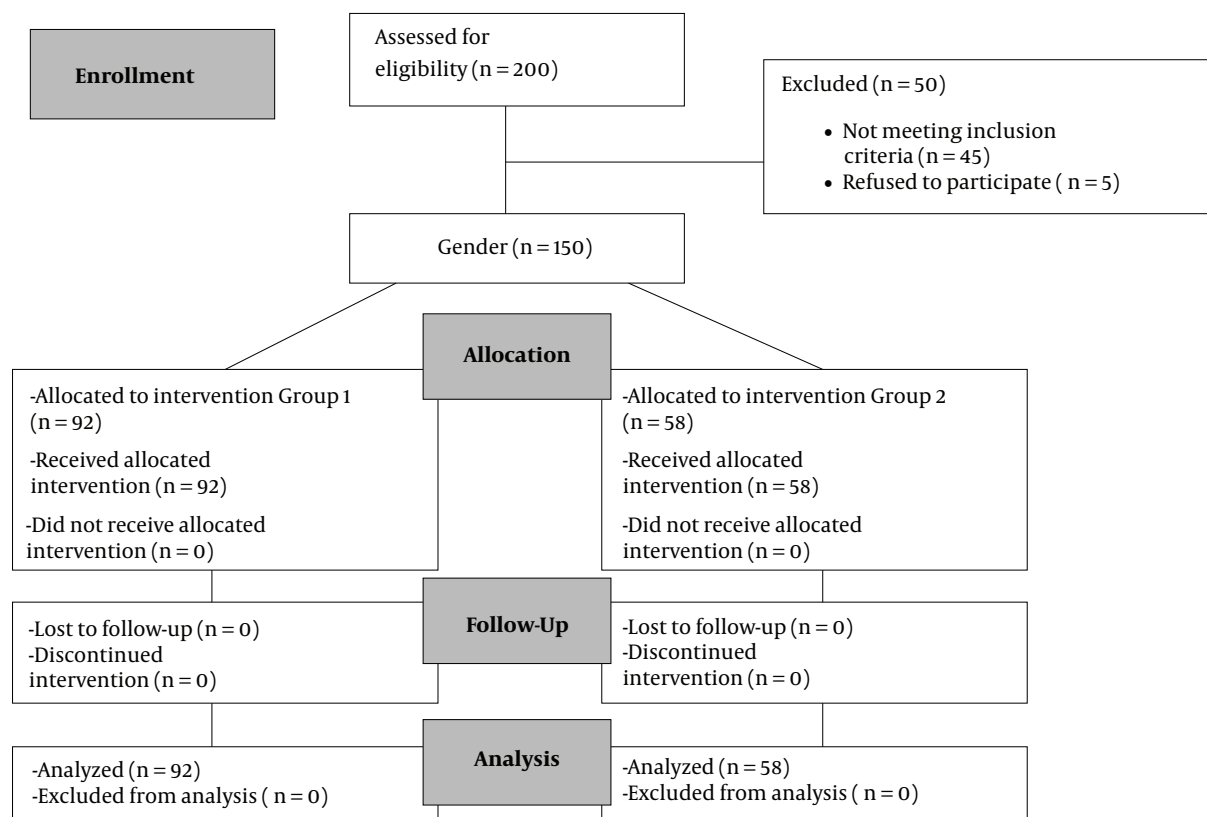 Enrollment
Assessed for
eligibility (n = 200)
Excluded (n = 50)
• Not meeting inclusion
criteria (n = 45)
• Refused to participate ( n = 5)
Gender (n = 150)
Allocation
-Allocated to intervention Group 1
(n = 92)
-Received allocated
intervention (n = 92)
-Did not receive allocated
intervention (n = 0)
-Allocated to intervention Group 2
(n = 58)
-Received allocated
intervention (n = 58)
-Did not receive allocated
intervention (n = 0)
Follow-Up
-Lost to follow-up (n = 0)
-Discontinued
intervention (n = 0)
-Lost to follow-up (n = 0)
-Discontinued
intervention (n = 0)
Analysis
-Analyzed (n = 92)
-Excluded from analysis ( n = 0)
-Analyzed (n = 58)
-Excluded from analysis ( n = 0)